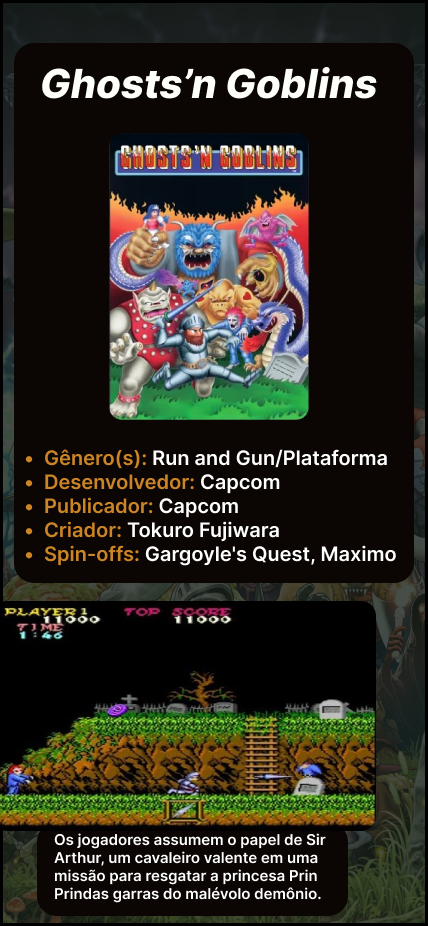 Ghosts’n Goblins
GHOSTS'N GOBLINS
• Gênero(s): Run and Gun/Plataforma
• Desenvolvedor: Capcom
• Publicador: Capcom
• Criador: Tokuro Fujiwara
• Spin-offs: Gargoyle's Quest, Maximo
PLAYER1 TOP SCORE
11000 11000
TIME
1:46
Os jogadores assumem o papel de Sir
Arthur, um cavaleiro valente em uma
missão para resgatar a princesa Prin
Prindas garras do malévolo demônio.